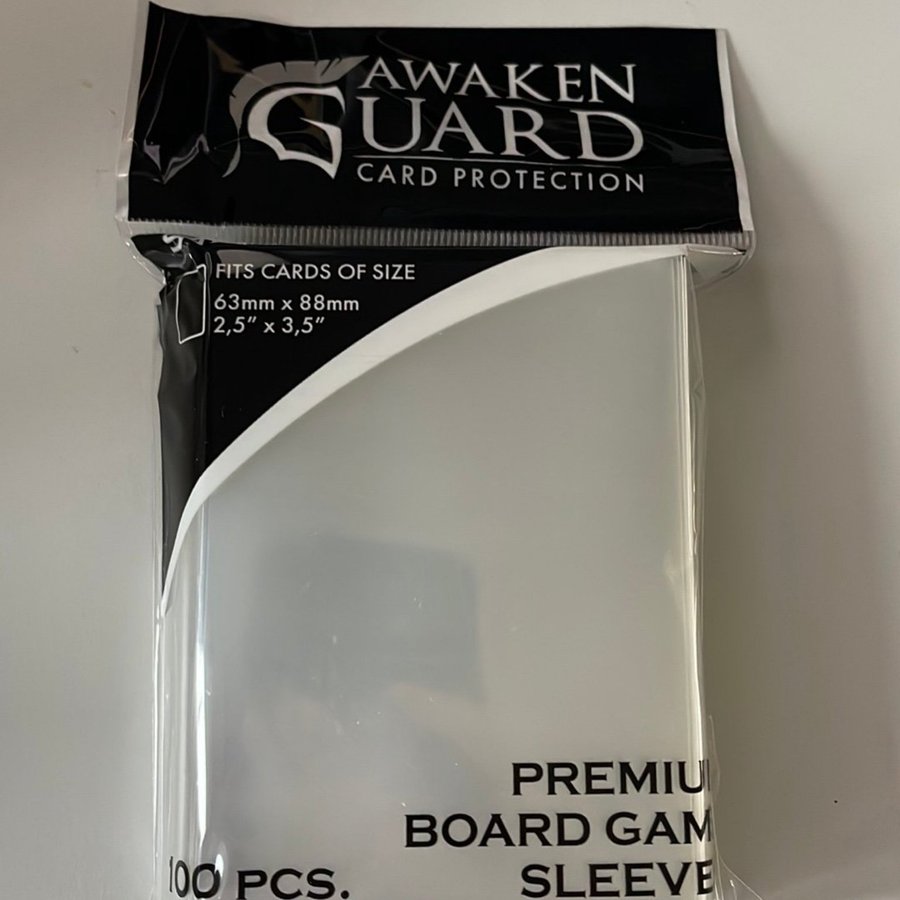 AWAKEN
GUARD
CARD PROTECTION
FITS CARDS OF SIZE
63mm x 88mm
2,5" x 3,5"
PREMIU
BOARD GAM
100 PCS.
SLEEVE